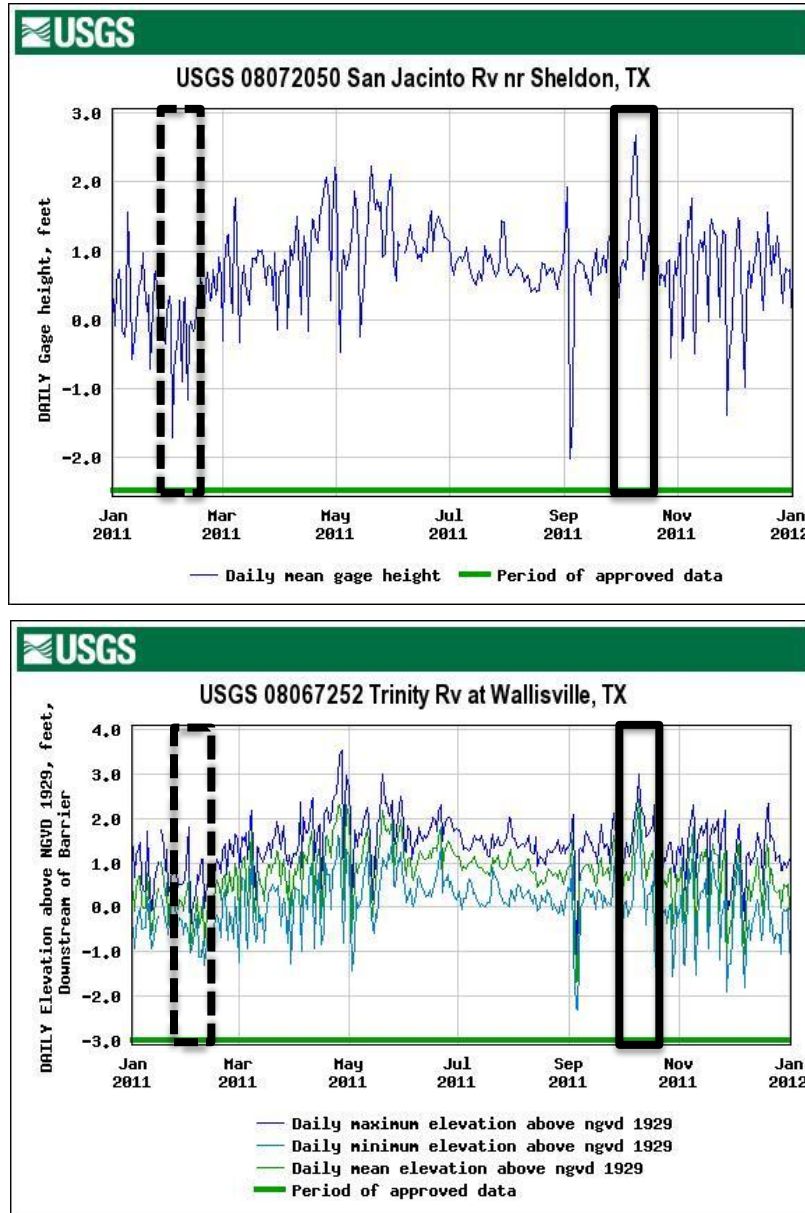 USGS
USGS 08072050 San Jacinto Rv nr Sheldon, TX
DAILY Gage height, feet
3.0
2.0
1.0
0.0
-1.0
-2.0
Jan Mar May Jul Sep Nov Jan
2011 2011 2011 2011 2011 2011 2012
Daily mean gage height Period of approved data
USGS
USGS 08067252 Trinity Rv at Wallisville, TX
DAILY Elevation above NGVD 1929, feet,
Downstream of Barrier
4.0
3.0
2.0
1.0
0.0
-1.0
-2.0
-3.0
Jan Mar May Jul Sep Nov Jan
2011 2011 2011 2011 2011 2011 2012
Daily maximum elevation above ngvd 1929
Daily minimum elevation above ngvd 1929
Daily mean elevation above ngvd 1929
Period of approved data